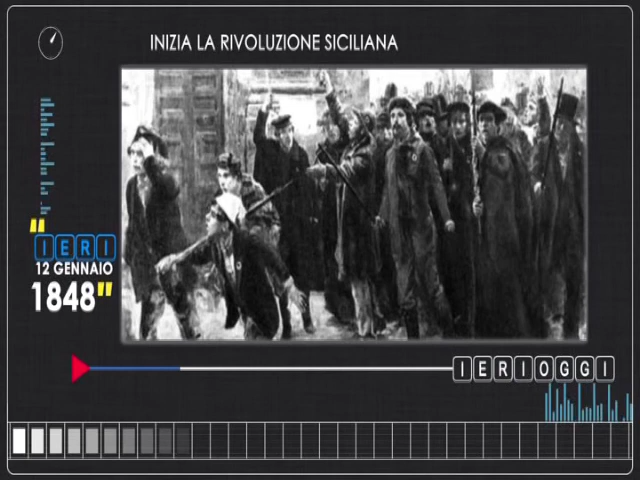 INIZIA LA RIVOLUZIONE SICILIANA
"
IERI
12 GENNAIO
1848"
IERIOGGI